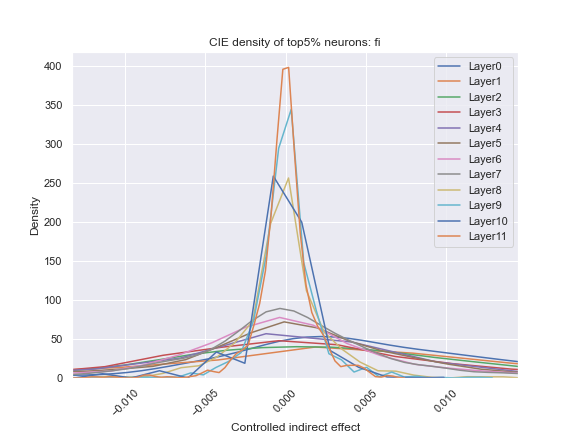 CIE density of top5% neurons: fi
400
350
300
250
200
150
100
50
0
Density
-0.010
-0.005
0.000
0.005
0.010
Controlled indirect effect
Layer0
Layer1
Layer2
Layer3
Layer4
Layer5
Layer6
Layer7
Layer8
Layer9
Layer10
Layer11